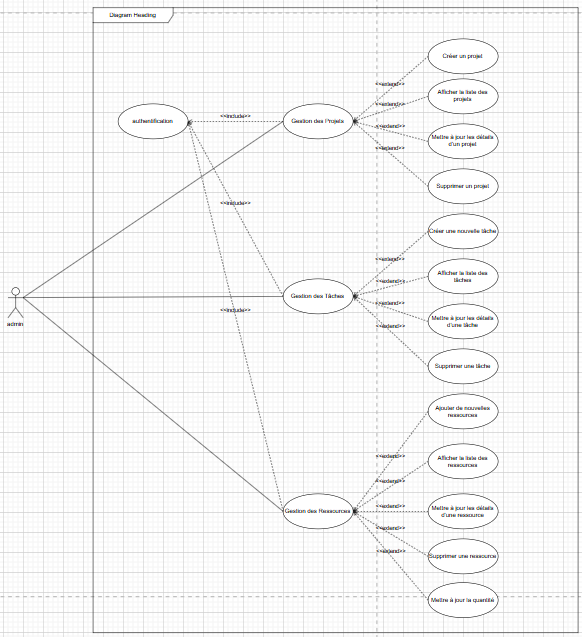 Diagram Heading
Créer un projet
<<extend>>
Afficher la liste des
projets
<<extend>>
authentification
<<include>>
Gestion des Projets
<<extend>>
Mettre à jour les détails
d'un projet
<<extend>>
Supprimer un projet
<<include>>
Créer une nouvelle tâche
<<extend>>
Afficher la liste des
tâches
<<extend>>
admin
Gestion des Tâches
<<extend>>
Mettre à jour les détails
d'une tâche
<<include>>
<<extend>>
Supprimer une tâche
Ajouter de nouvelles
ressources
<<extend>>
Afficher la liste des
ressources
<<extend>>
Gestion des Ressources
<<extend>>
Mettre à jour les détails
d'une ressource
<<extend>>
Supprimer une ressource
<<extend>>
Mettre à jour la quantité